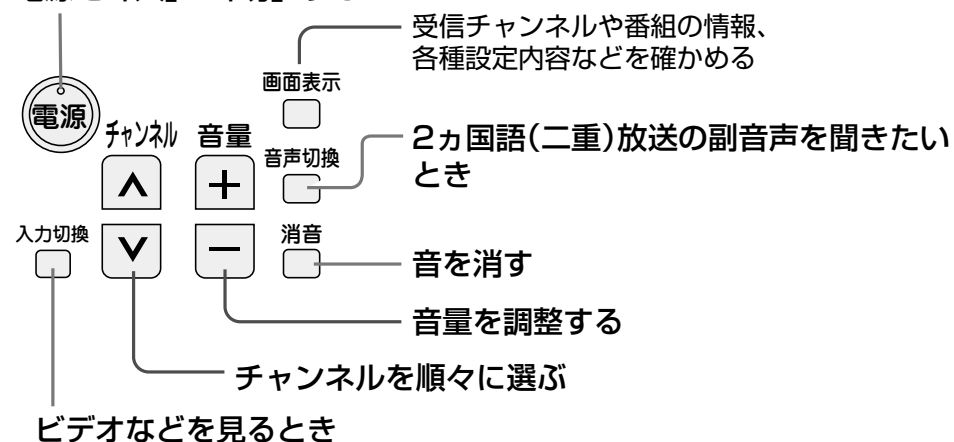 受信チャンネルや番組の情報、
各種設定内容などを確かめる
画面表示
電源
チャンネル
音量
音声切換
2ヵ国語(二重)放送の副音声を聞きたい
とき
入力切換
消音
音を消す
音量を調整する
チャンネルを順々に選ぶ
ビデオなどを見るとき